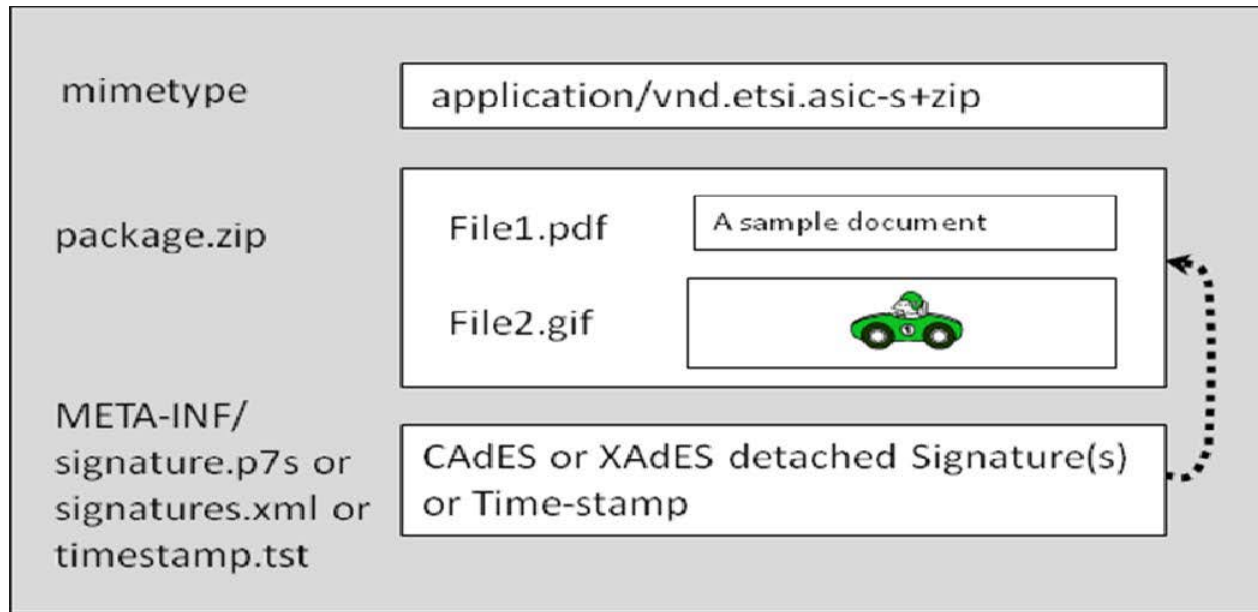 mimetype
application/vnd.etsi.asic-s+zip
package.zip
File1.pdf
A sample document
File2.gif
META-INF/
signature.p7s or
signatures.xml or
timestamp.tst
CAdES or XAdES detached Signature(s)
or Time-stamp